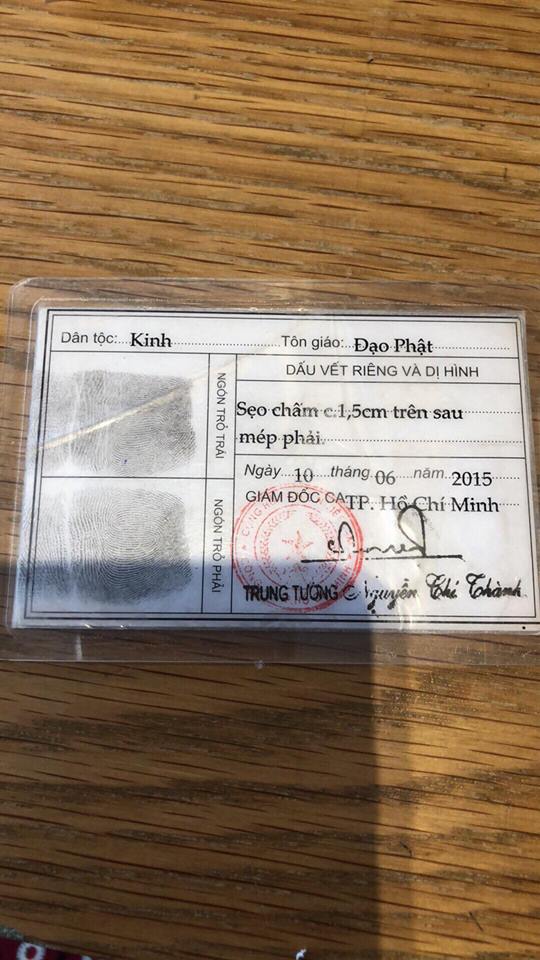 Dân tộc: Kinh Tôn giáo: Đạo Phật
DẤU VẾT RIÊNG VÀ DỊ HÌNH
NGÓN TRỎ TRÁI
Sẹo chấm c.1,5cm trên sau
mép phải.
Ngày 10 tháng 06 năm 2015
GIÁM ĐỐC CA TP. Hồ Chí Minh
NGÓN TRỎ PHẢI
TRUNG TƯỚNG Nguyễn Chí Thành